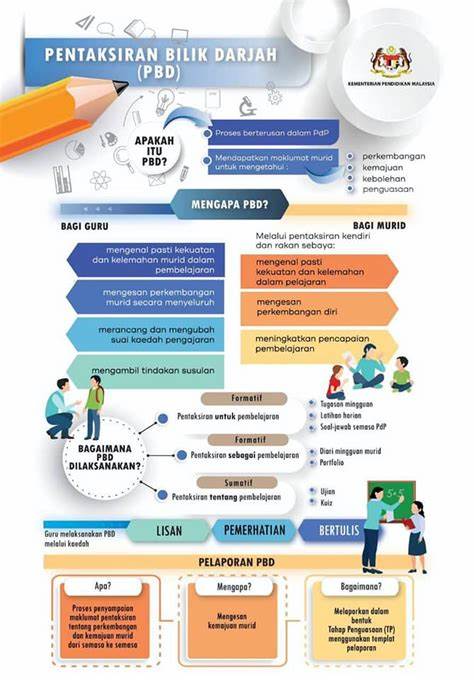 PENTAKSIRAN BILIK DARJAH
(PBD)
KEMENTERIAN PENDIDIKAN MALAYSIA
APAKAH
ITU
PBD?
Proses berterusan dalam PdP
Mendapatkan maklumat murid
untuk mengetahui :
perkembangan
kemajuan
kebolehan
penguasaan
MENGAPA PBD?
BAGI GURU
mengenal pasti kekuatan
dan kelemahan murid dalam
pembelajaran
mengesan perkembangan
murid secara menyeluruh
merancang dan mengubah
suai kaedah pengajaran
mengambil tindakan susulan
BAGI MURID
Melalui pentaksiran kendiri
dan rakan sebaya:
mengenal pasti
kekuatan dan kelemahan
dalam pelajaran
mengesan
perkembangan diri
meningkatkan pencapaian
pembelajaran
BAGAIMANA
PBD
DILAKSANAKAN?
Formatif
Pentaksiran untuk pembelajaran
Tugasan mingguan
Latihan harian
Soal-jawab semasa PdP
Formatif
Pentaksiran sebagai pembelajaran
Diari mingguan murid
Portfolio
Sumatif
Pentaksiran tentang pembelajaran
Ujian
Kuiz
5+5
Guru melaksanakan PBD
melalui kaedah
LISAN
PEMERHATIAN
BERTULIS
PELAPORAN PBD
Apa?
Proses penyampaian
maklumat pentaksiran
tentang perkembangan
dan kemajuan murid
dari semasa ke semasa
Mengapa?
Mengesan
kemajuan murid
Bagaimana?
Melaporkan dalam
bentuk
Tahap Penguasaan (TP)
menggunakan templat
pelaporan